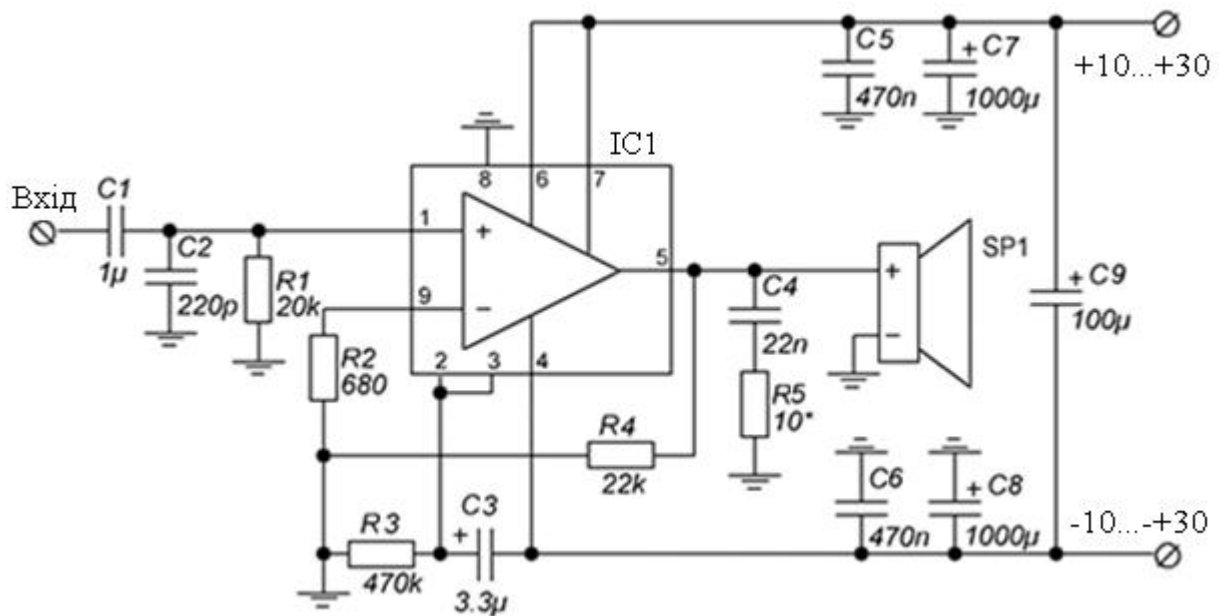 C5
470n
+ C7
1000µ
+10...+30
IC1
8
6
7
Вхід
C1
1µ
C2
220p
R1
20k
1
+
9
−
5
2
3
4
R2
680
C4
22n
R5
10*
+
−
SP1
+ C9
100µ
R4
22k
R3
470k
C3
+
3.3µ
C6
470n
+ C8
1000µ
-10...-+30